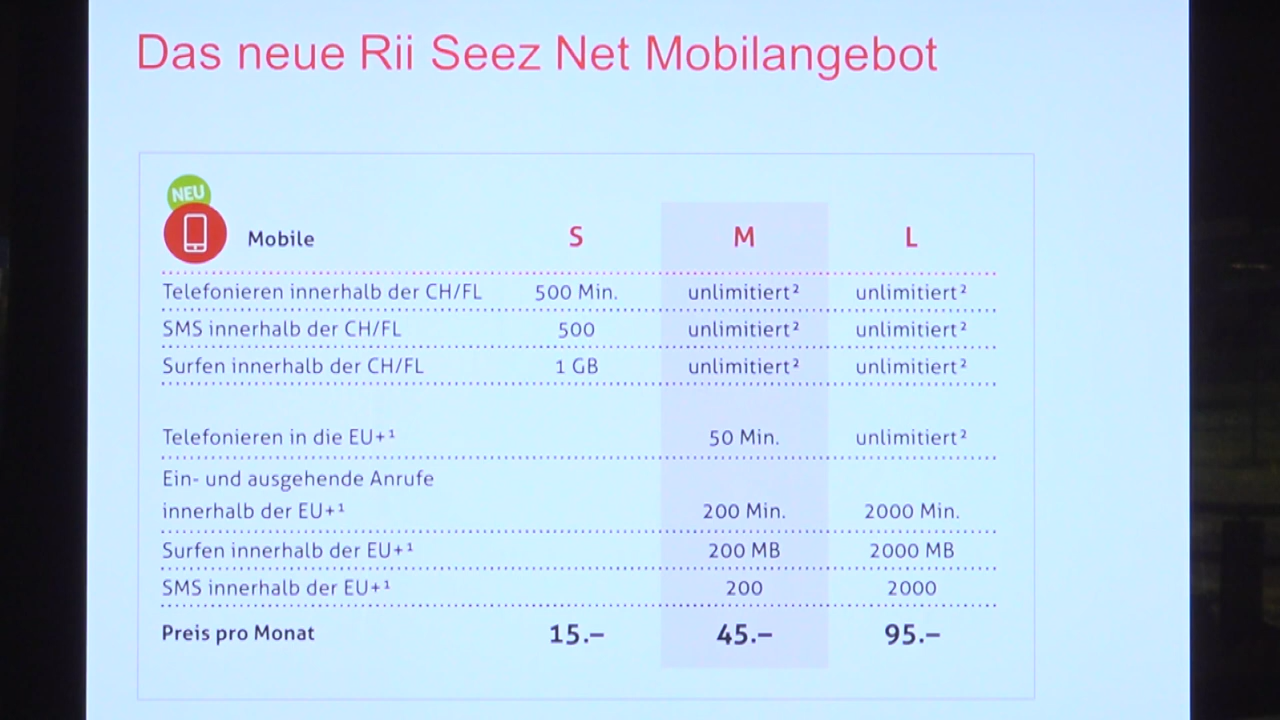 Das neue Rii Seez Net Mobilangebot
NEU
Mobile S M L
Telefonieren innerhalb der CH/FL 500 Min. unlimitiert² unlimitiert²
SMS innerhalb der CH/FL 500 unlimitiert² unlimitiert²
Surfen innerhalb der CH/FL 1 GB unlimitiert² unlimitiert²
Telefonieren in die EU+¹ 50 Min. unlimitiert²
Ein- und ausgehende Anrufe
innerhalb der EU+¹ 200 Min. 2000 Min.
Surfen innerhalb der EU+¹ 200 MB 2000 MB
SMS innerhalb der EU+¹ 200 2000
Preis pro Monat 15.– 45.– 95.–